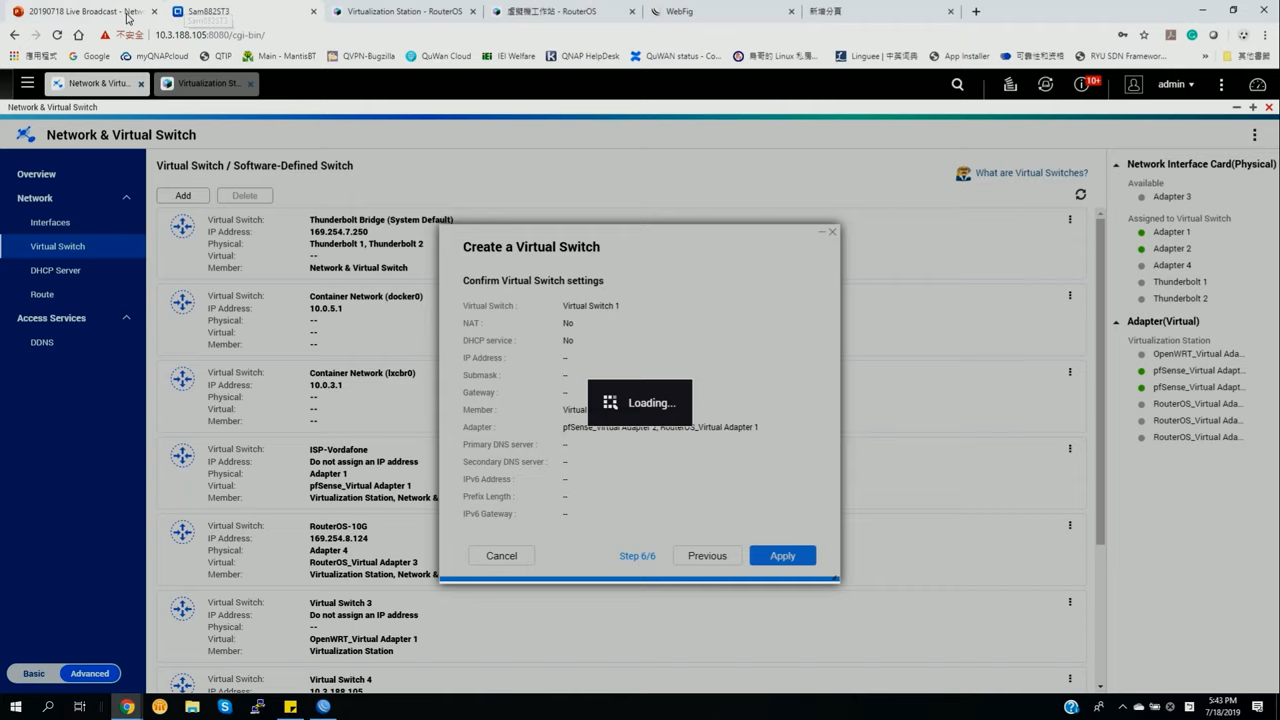 20190718 Live Broadcast - Netw
Sam882ST3
Virtualization Station - RouterOS
虛擬機工作站 - RouterOS
WebFig
新增分頁
不安全
10.3.188.105:8080/cgi-bin/
應用程式
Google
myQNAPcloud
QTIP
Main - MantisBT
QVPN-Bugzilla
QuWan Cloud
IEI Welfare
QNAP HelpDesk
QuWAN status - Co...
鳥哥的 Linux 私房...
Linguee | 中英词典
App Installer
可靠性和资格
RYU SDN Framewor...
其他書籤
Sam882ST3
Network & Virtu...
Virtualization St...
10+
admin
Network & Virtual Switch
Network & Virtual Switch
Overview
Network
Interfaces
Virtual Switch
DHCP Server
Route
Access Services
DDNS
Basic
Advanced
Virtual Switch / Software-Defined Switch
What are Virtual Switches?
Add
Delete
Virtual Switch: Thunderbolt Bridge (System Default)
IP Address: 169.254.7.250
Physical: Thunderbolt 1, Thunderbolt 2
Virtual: --
Member: Network & Virtual Switch
Virtual Switch: Container Network (docker0)
IP Address: 10.0.5.1
Physical: --
Virtual: --
Member: --
Virtual Switch: Container Network (lxcbr0)
IP Address: 10.0.3.1
Physical: --
Virtual: --
Member: --
Virtual Switch: ISP-Vordafone
IP Address: Do not assign an IP address
Physical: Adapter 1
Virtual: pfSense_Virtual Adapter 1
Member: Virtualization Station, Network &
Virtual Switch: RouterOS-10G
IP Address: 169.254.8.124
Physical: Adapter 4
Virtual: RouterOS_Virtual Adapter 3
Member: Virtualization Station, Network &
Virtual Switch: Virtual Switch 3
IP Address: Do not assign an IP address
Physical: --
Virtual: OpenWRT_Virtual Adapter 1
Member: Virtualization Station
Virtual Switch: Virtual Switch 4
IP Address: 10.3.188.105
Create a Virtual Switch
Confirm Virtual Switch settings
Virtual Switch : Virtual Switch 1
NAT : No
DHCP service : No
IP Address : --
Submask : --
Gateway : --
Member : Virtual
Adapter : pfSense_Virtual Adapter 2, RouterOS_Virtual Adapter 1
Primary DNS server : --
Secondary DNS server : --
IPv6 Address : --
Prefix Length : --
IPv6 Gateway : --
Loading...
Cancel
Step 6/6
Previous
Apply
Network Interface Card(Physical)
Available
Adapter 3
Assigned to Virtual Switch
Adapter 1
Adapter 2
Adapter 4
Thunderbolt 1
Thunderbolt 2
Adapter(Virtual)
Virtualization Station
OpenWRT_Virtual Ada...
pfSense_Virtual Adapt...
pfSense_Virtual Adapt...
RouterOS_Virtual Ada...
RouterOS_Virtual Ada...
RouterOS_Virtual Ada...
5:43 PM
7/18/2019